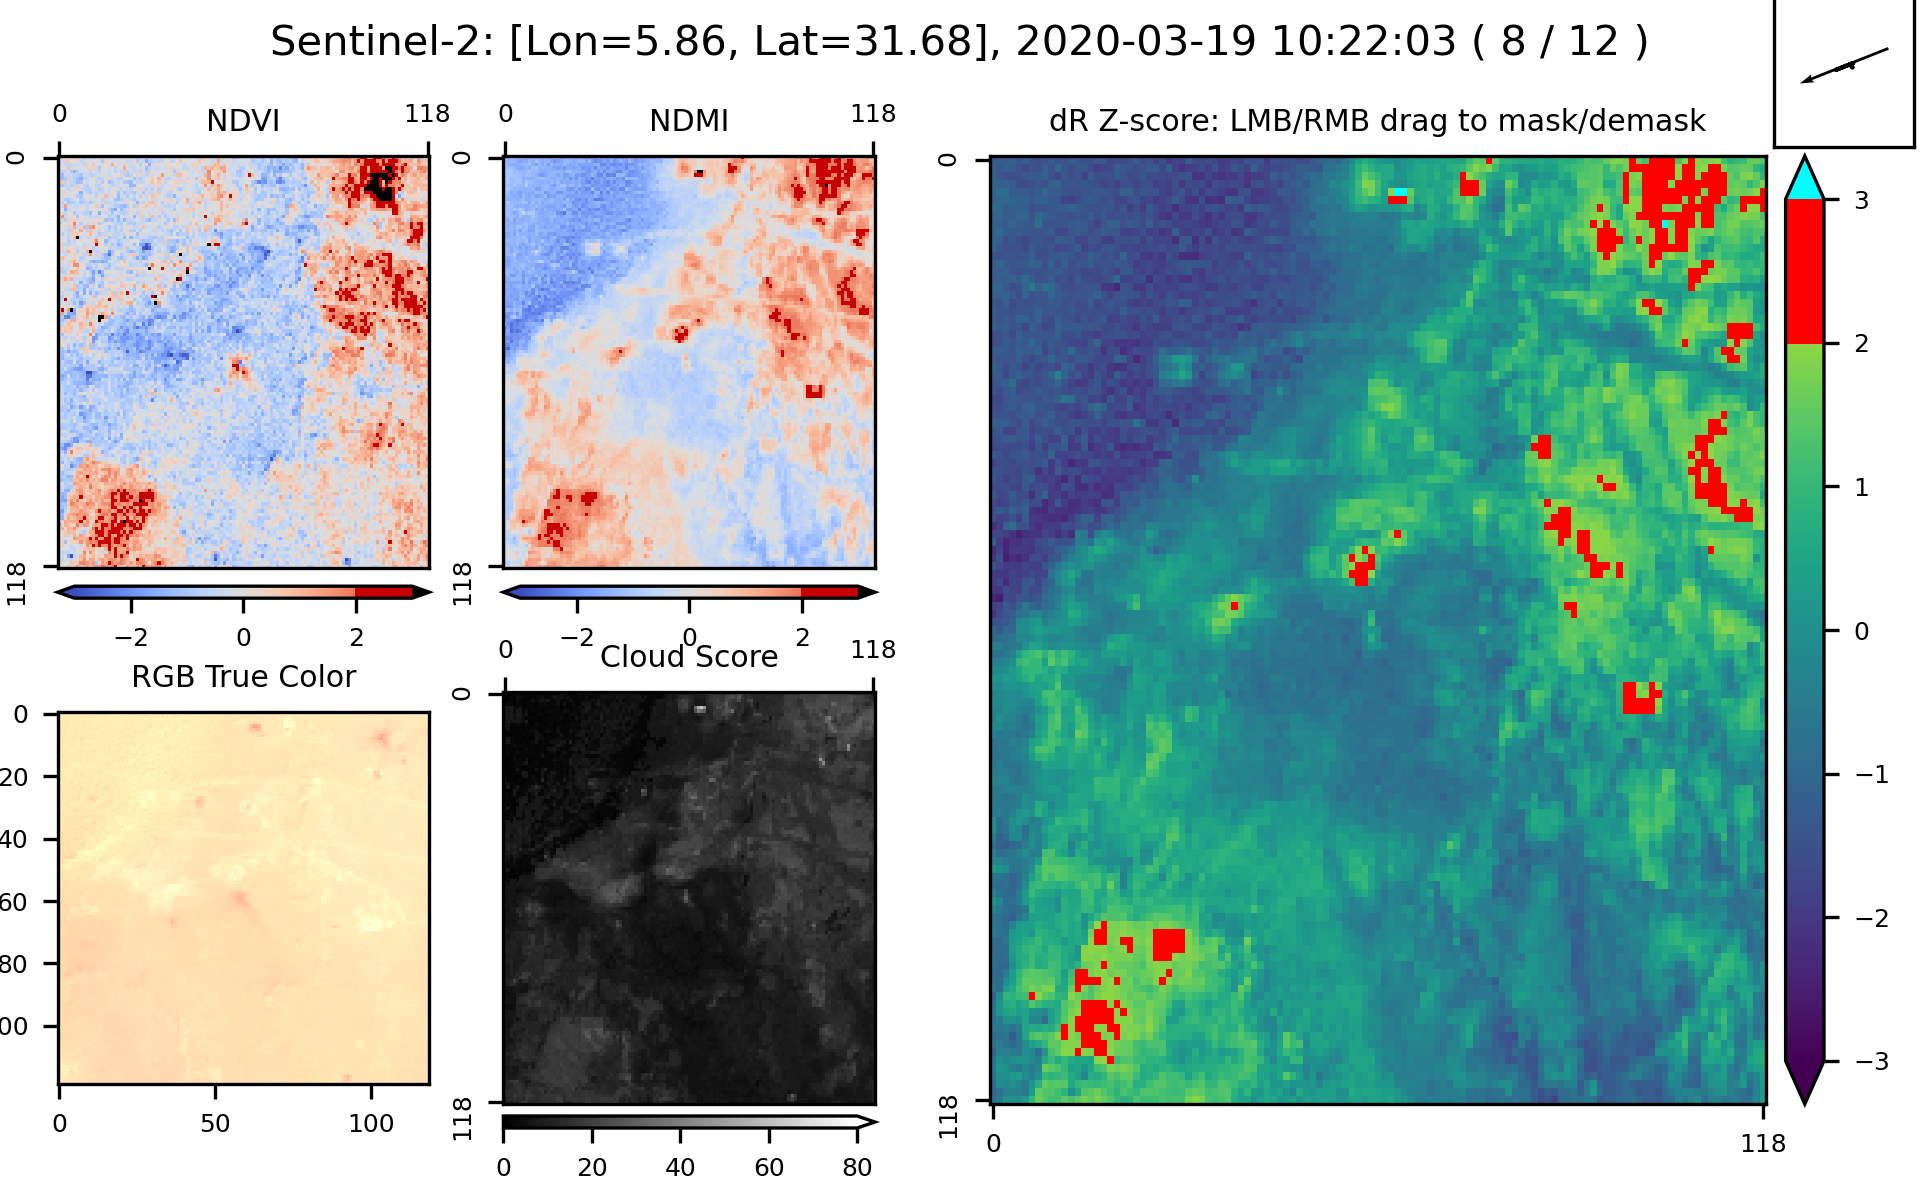 Sentinel-2: [Lon=5.86, Lat=31.68], 2020-03-19 10:22:03 ( 8 / 12 )
0 NDVI 118
0 NDMI 118
dR Z-score: LMB/RMB drag to mask/demask
0
118
−2 0 2
0
118
−2 0 2
RGB True Color
0
20
40
60
80
00
0 50 100
0 Cloud Score 118
0
118
0 20 40 60 80
0
118
0 118
3
2
1
0
−1
−2
−3